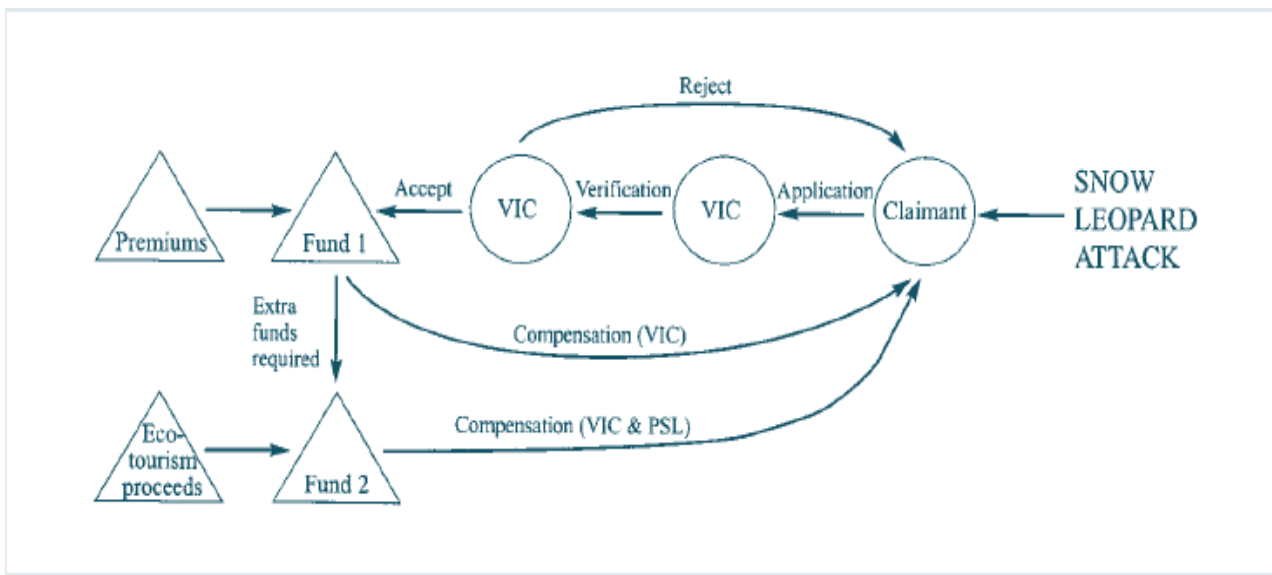 Reject
Accept
Verification
Application
VIC
VIC
Claimant
SNOW
LEOPARD
ATTACK
Premiums
Fund 1
Extra
funds
required
Compensation (VIC)
Compensation (VIC & PSL)
Eco-
tourism
proceeds
Fund 2